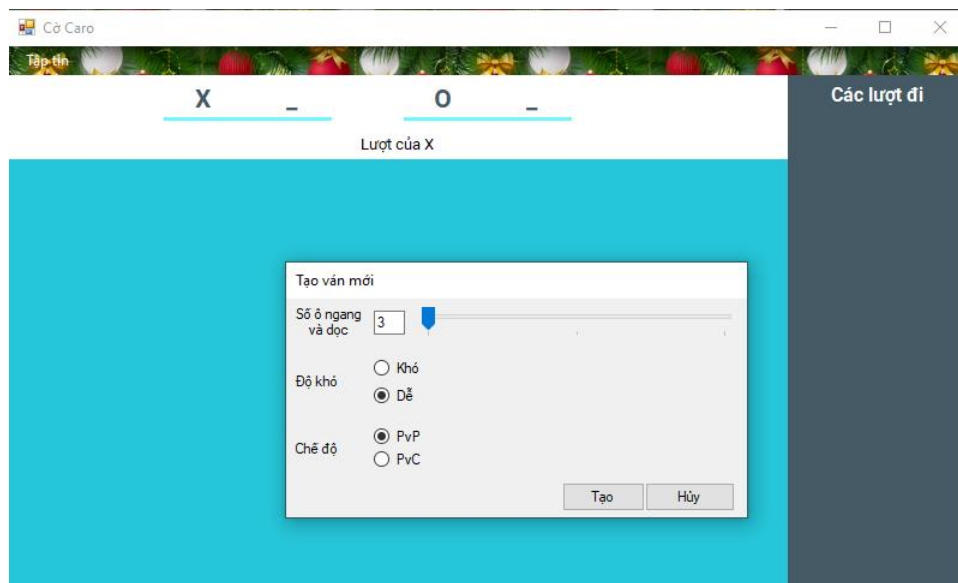 Cờ Caro
Tập tin
X _ O _
Các lượt đi
Lượt của X
Tạo ván mới
Số ô ngang
và dọc
3
Độ khó
Khó
Dễ
Chế độ
PvP
PvC
Tạo Hủy